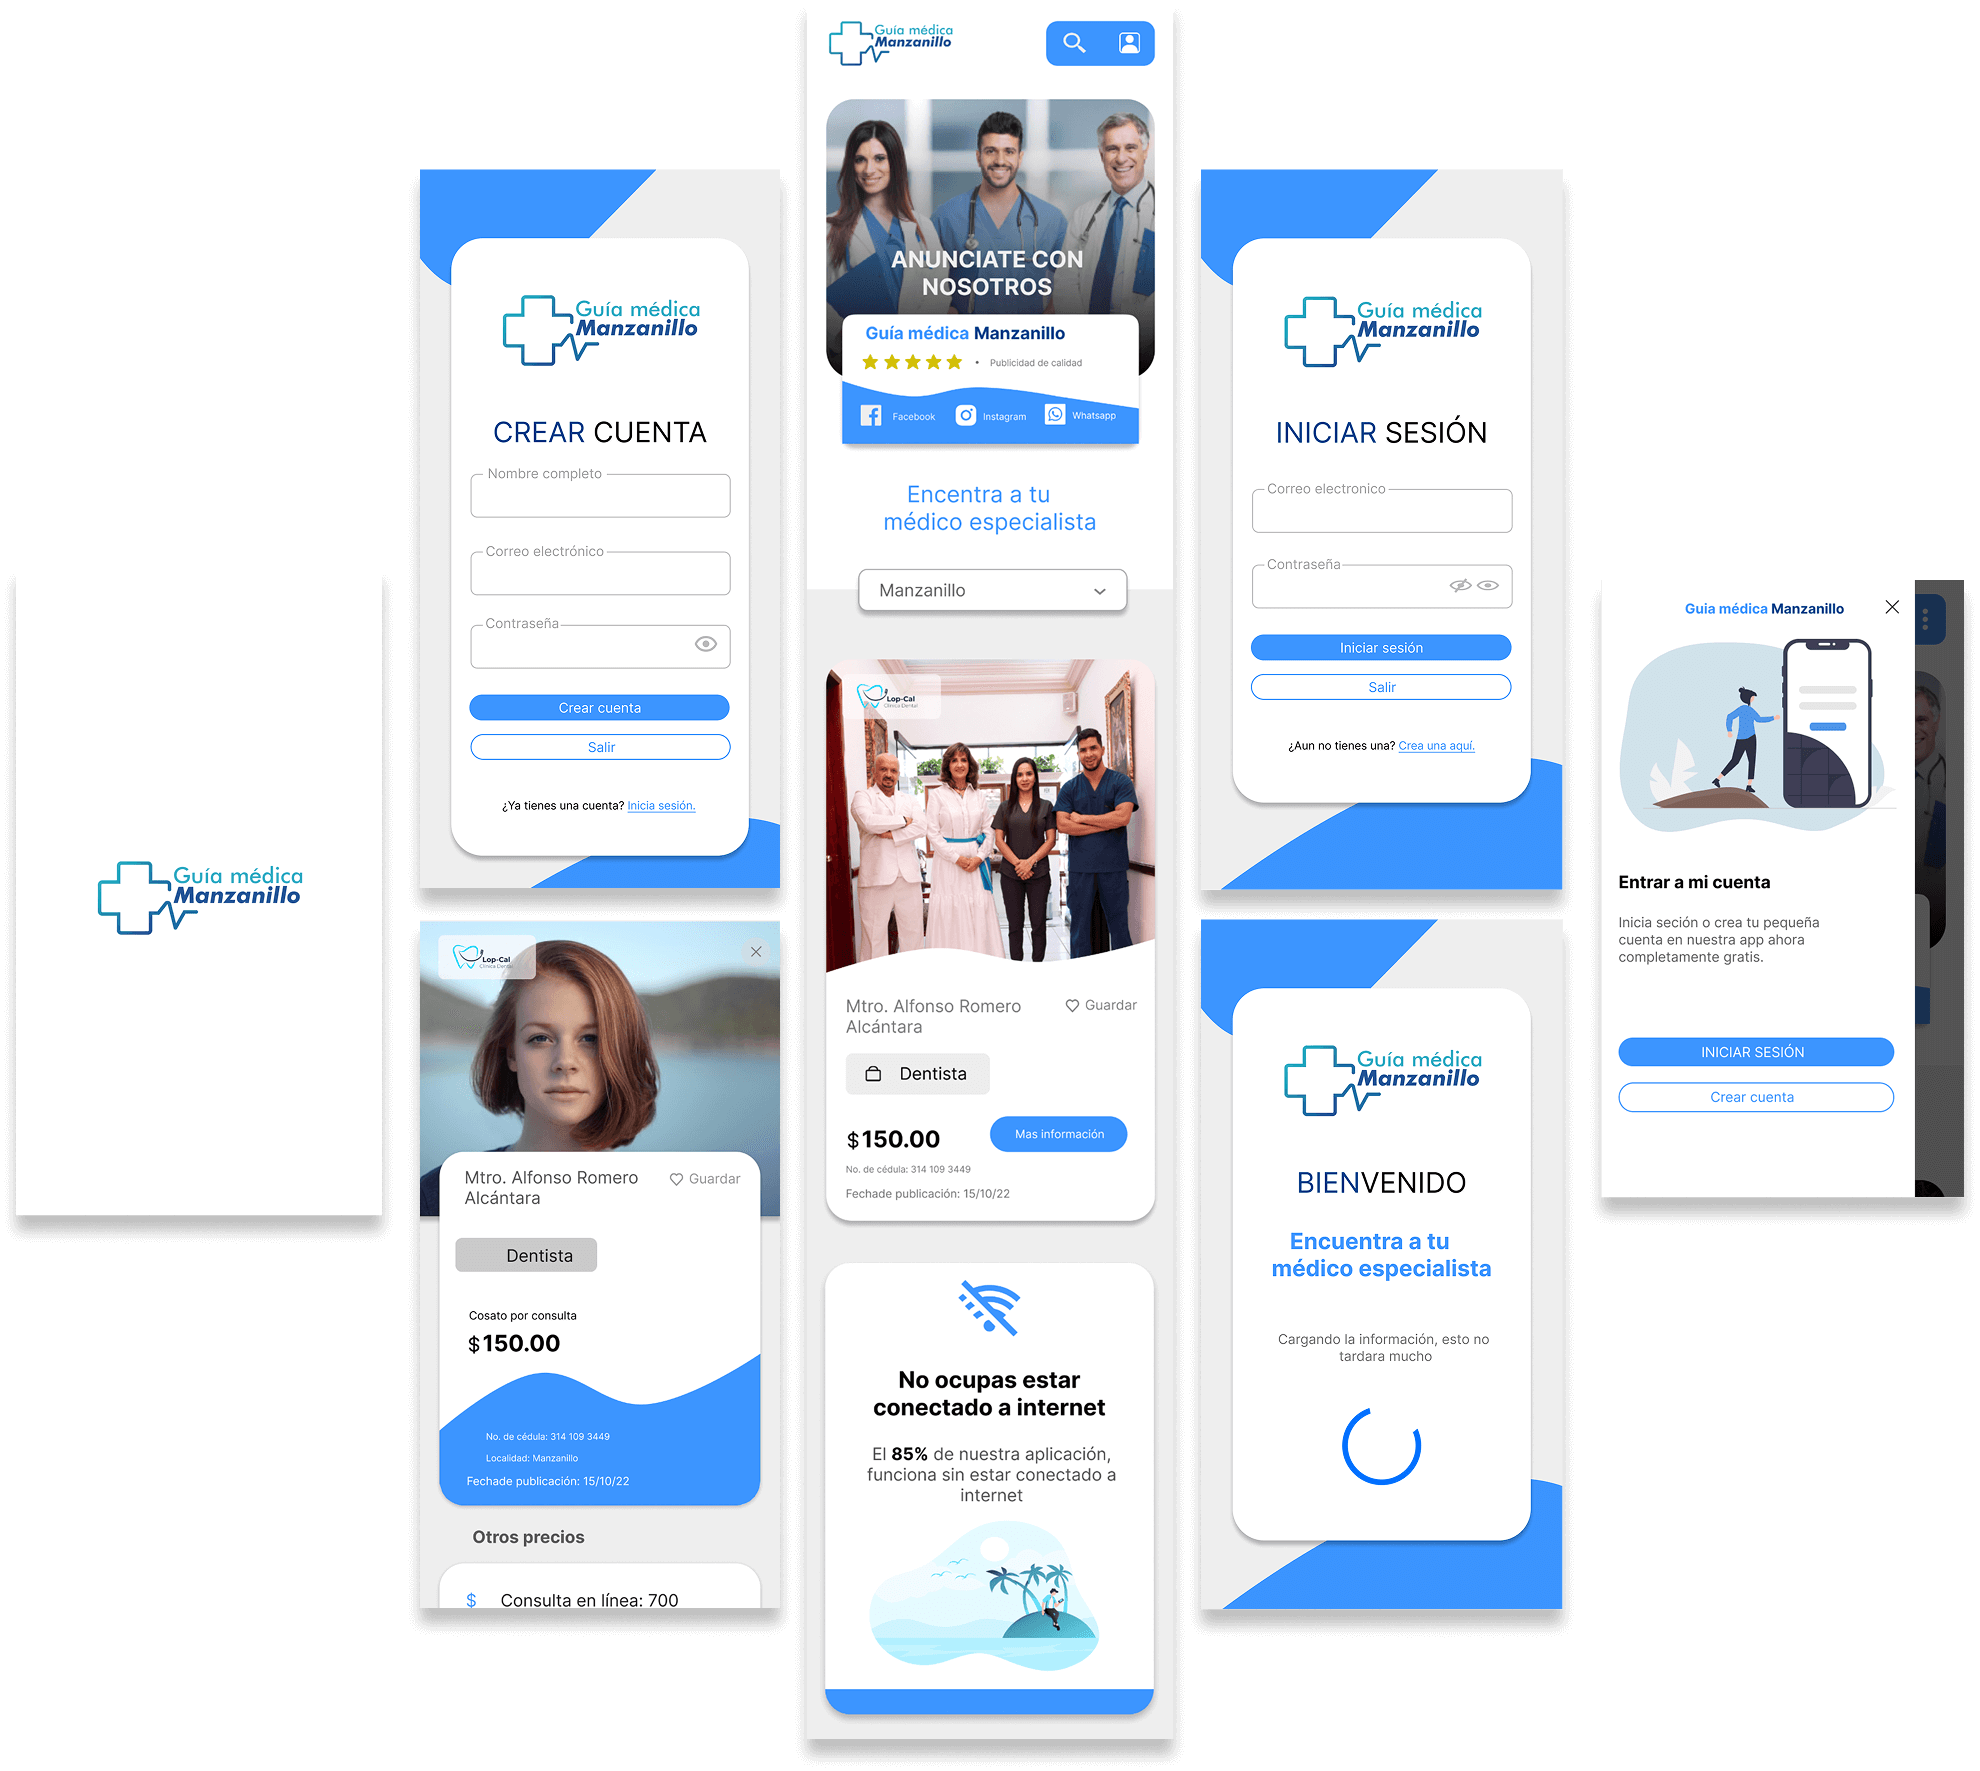 Guía médica
Manzanillo
CREAR CUENTA
Nombre completo
Correo electrónico
Contraseña
Crear cuenta
Salir
¿Ya tienes una cuenta? Inicia sesión.
Guía médica
Manzanillo
Lop-Cal
Clínica Dental
Mtro. Alfonso Romero
Alcántara
Guardar
Dentista
Cosato por consulta
$150.00
No. de cédula: 314 109 3449
Localidad: Manzanillo
Fechade publicación: 15/10/22
Otros precios
$ Consulta en línea: 700
Guía médica
Manzanillo
ANUNCIATE CON
NOSOTROS
Guía médica Manzanillo
• Publicidad de calidad
Facebook
Instagram
Whatsapp
Encentra a tu
médico especialista
Manzanillo
Lop-Cal
Clínica Dental
Mtro. Alfonso Romero
Alcántara
Guardar
Dentista
$150.00
Mas información
No. de cédula: 314 109 3449
Fechade publicación: 15/10/22
No ocupas estar
conectado a internet
El 85% de nuestra aplicación,
funciona sin estar conectado a
internet
Guía médica
Manzanillo
INICIAR SESIÓN
Correo electronico
Contraseña
Iniciar sesión
Salir
¿Aun no tienes una? Crea una aquí.
Guía médica
Manzanillo
BIENVENIDO
Encuentra a tu
médico especialista
Cargando la información, esto no
tardara mucho
Guia médica Manzanillo
Entrar a mi cuenta
Inicia seción o crea tu pequeña
cuenta en nuestra app ahora
completamente gratis.
INICIAR SESIÓN
Crear cuenta